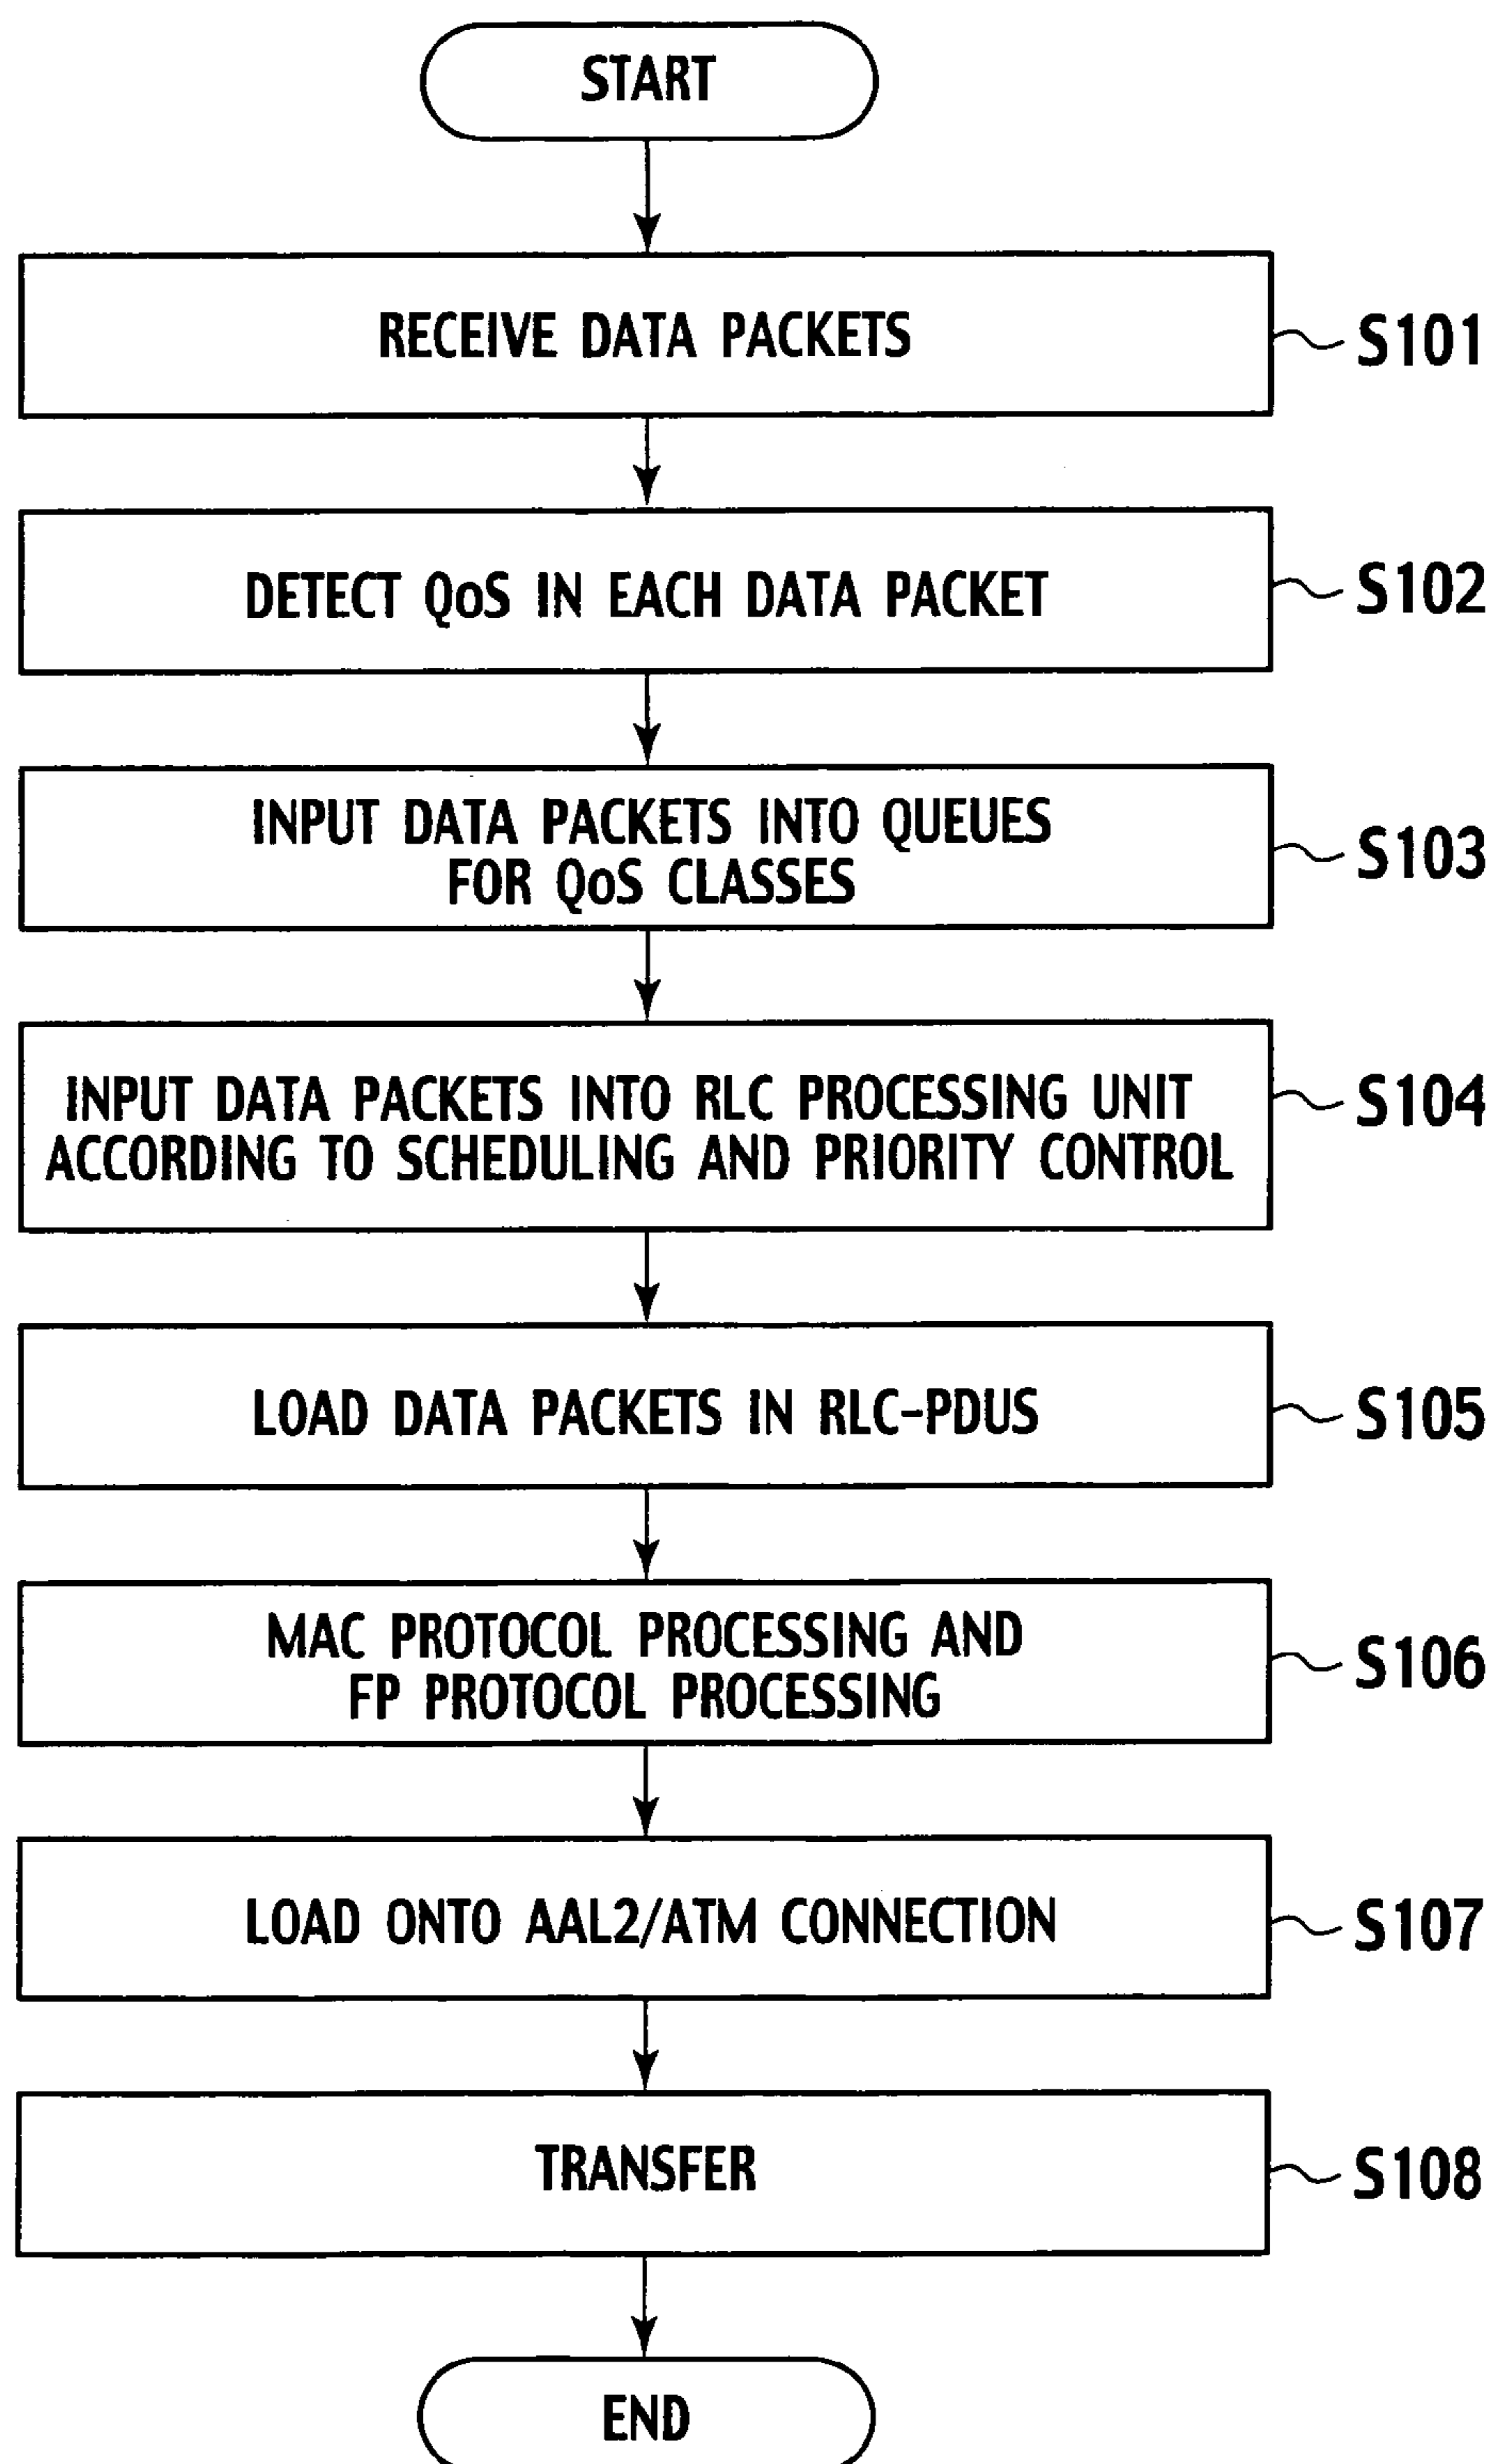 START
RECEIVE DATA PACKETS
S101
DETECT QoS IN EACH DATA PACKET
S102
INPUT DATA PACKETS INTO QUEUES
FOR QoS CLASSES
S103
INPUT DATA PACKETS INTO RLC PROCESSING UNIT
ACCORDING TO SCHEDULING AND PRIORITY CONTROL
S104
LOAD DATA PACKETS IN RLC-PDUS
S105
MAC PROTOCOL PROCESSING AND
FP PROTOCOL PROCESSING
S106
LOAD ONTO AAL2/ATM CONNECTION
S107
TRANSFER
S108
END